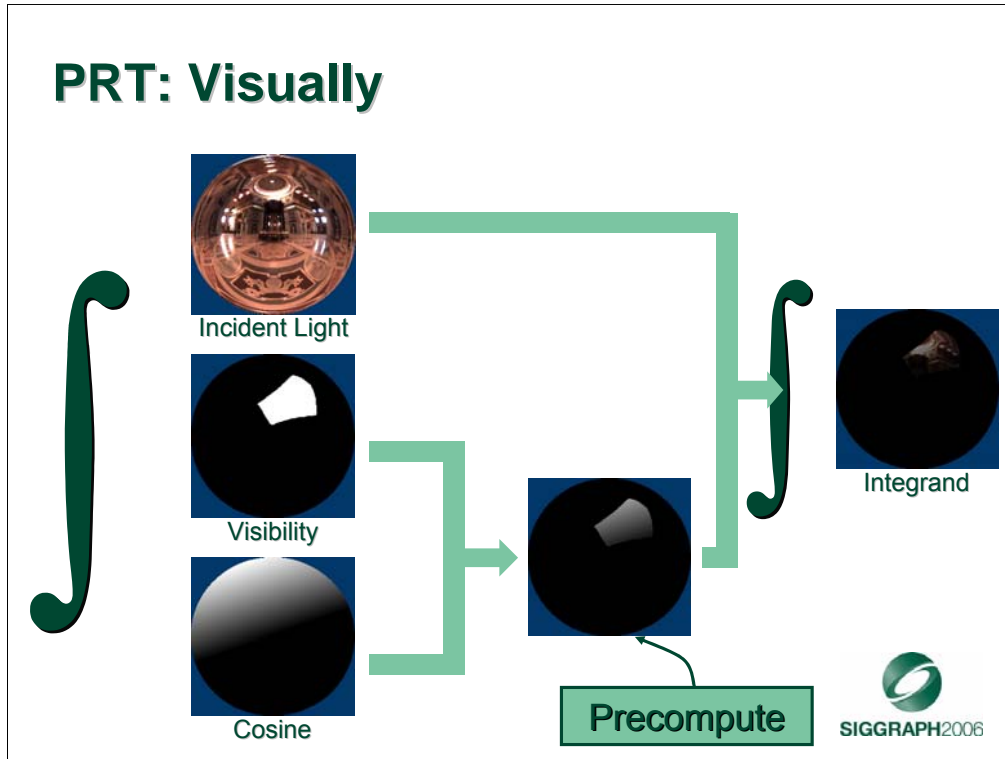 PRT: Visually
Incident Light
Visibility
Cosine
Integrand
Precompute
SIGGRAPH2006